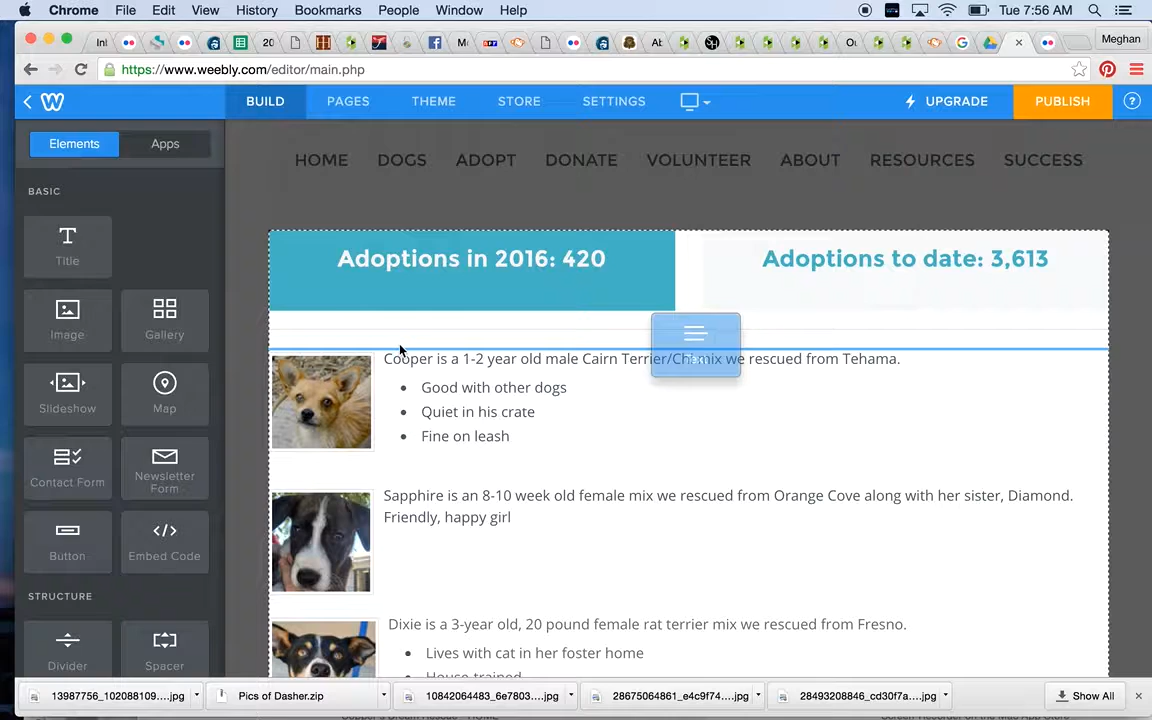 Chrome File Edit View History Bookmarks People Window Help Tue 7:56 AM
Meghan
https://www.weebly.com/editor/main.php
BUILD PAGES THEME STORE SETTINGS UPGRADE PUBLISH ?
Elements Apps
HOME DOGS ADOPT DONATE VOLUNTEER ABOUT RESOURCES SUCCESS
BASIC
Title
Adoptions in 2016: 420
Adoptions to date: 3,613
Image Gallery
Cooper is a 1-2 year old male Cairn Terrier/Chi mix we rescued from Tehama.
• Good with other dogs
• Quiet in his crate
• Fine on leash
Slideshow Map
Contact Form Newsletter
Form
Sapphire is an 8-10 week old female mix we rescued from Orange Cove along with her sister, Diamond.
Friendly, happy girl
Button Embed Code
STRUCTURE
Dixie is a 3-year old, 20 pound female rat terrier mix we rescued from Fresno.
• Lives with cat in her foster home
• House trained
Divider Spacer
13987756_102088109....jpg Pics of Dasher.zip 10842064483_6e7803....jpg 28675064861_e4c9f74....jpg 28493208846_cd30f7a....jpg Show All